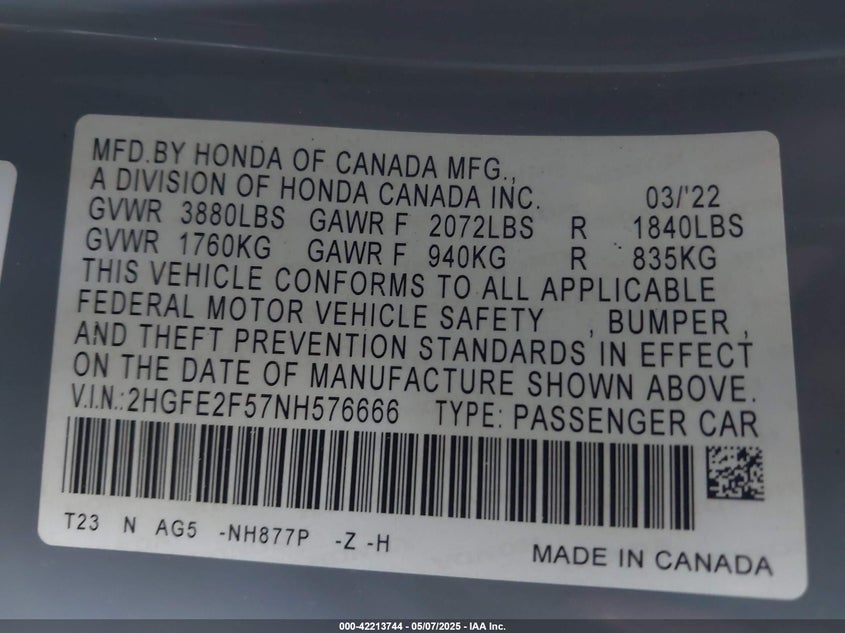 MFD.BY HONDA OF CANADA MFG.,
A DIVISION OF HONDA CANADA INC. 03/'22
GVWR 3880LBS GAWR F 2072LBS R 1840LBS
GVWR 1760KG GAWR F 940KG R 835KG
THIS VEHICLE CONFORMS TO ALL APPLICABLE
FEDERAL MOTOR VEHICLE SAFETY , BUMPER ,
AND THEFT PREVENTION STANDARDS IN EFFECT
ON THE DATE OF MANUFACTURE SHOWN ABOVE.
V.I.N.:2HGFE2F57NH576666 TYPE: PASSENGER CAR
T23 N AG5 -NH877P -Z -H
MADE IN CANADA
000-42213744 - 05/07/2025 - IAA Inc.